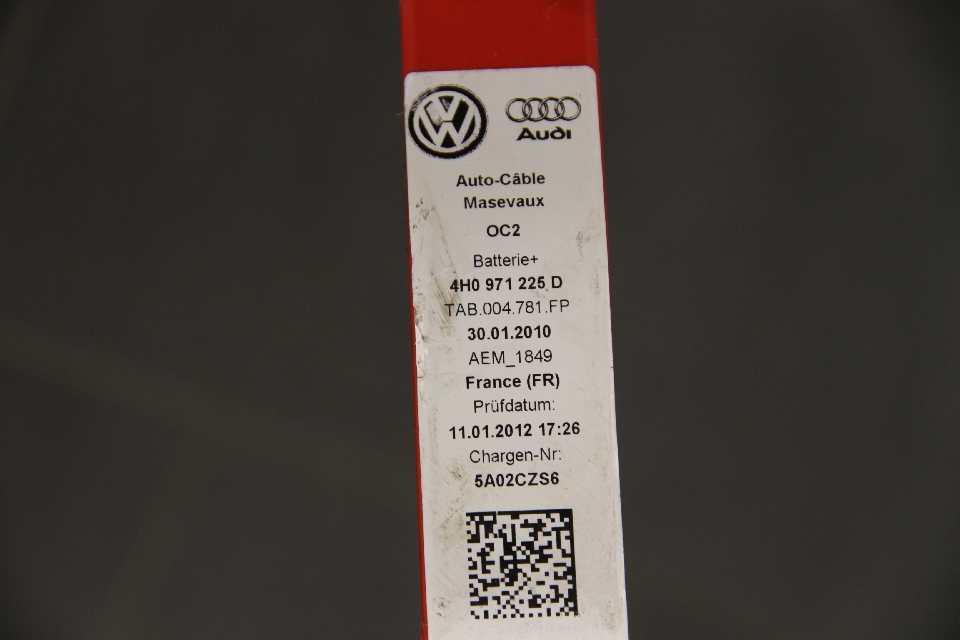 Audi
Auto-Câble
Masevaux
OC2
Batterie+
4H0 971 225 D
TAB.004.781.FP
30.01.2010
AEM_1849
France (FR)
Prüfdatum:
11.01.2012 17:26
Chargen-Nr:
5A02CZS6